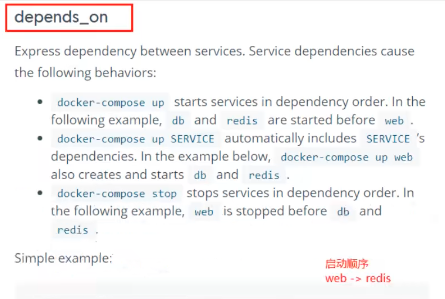 depends_on
Express dependency between services. Service dependencies cause
the following behaviors:
• docker-compose up starts services in dependency order. In the
following example, db and redis are started before web .
• docker-compose up SERVICE automatically includes SERVICE 's
dependencies. In the example below, docker-compose up web
also creates and starts db and redis .
• docker-compose stop stops services in dependency order. In
the following example, web is stopped before db and
redis .
Simple example:
启动顺序
web -> redis